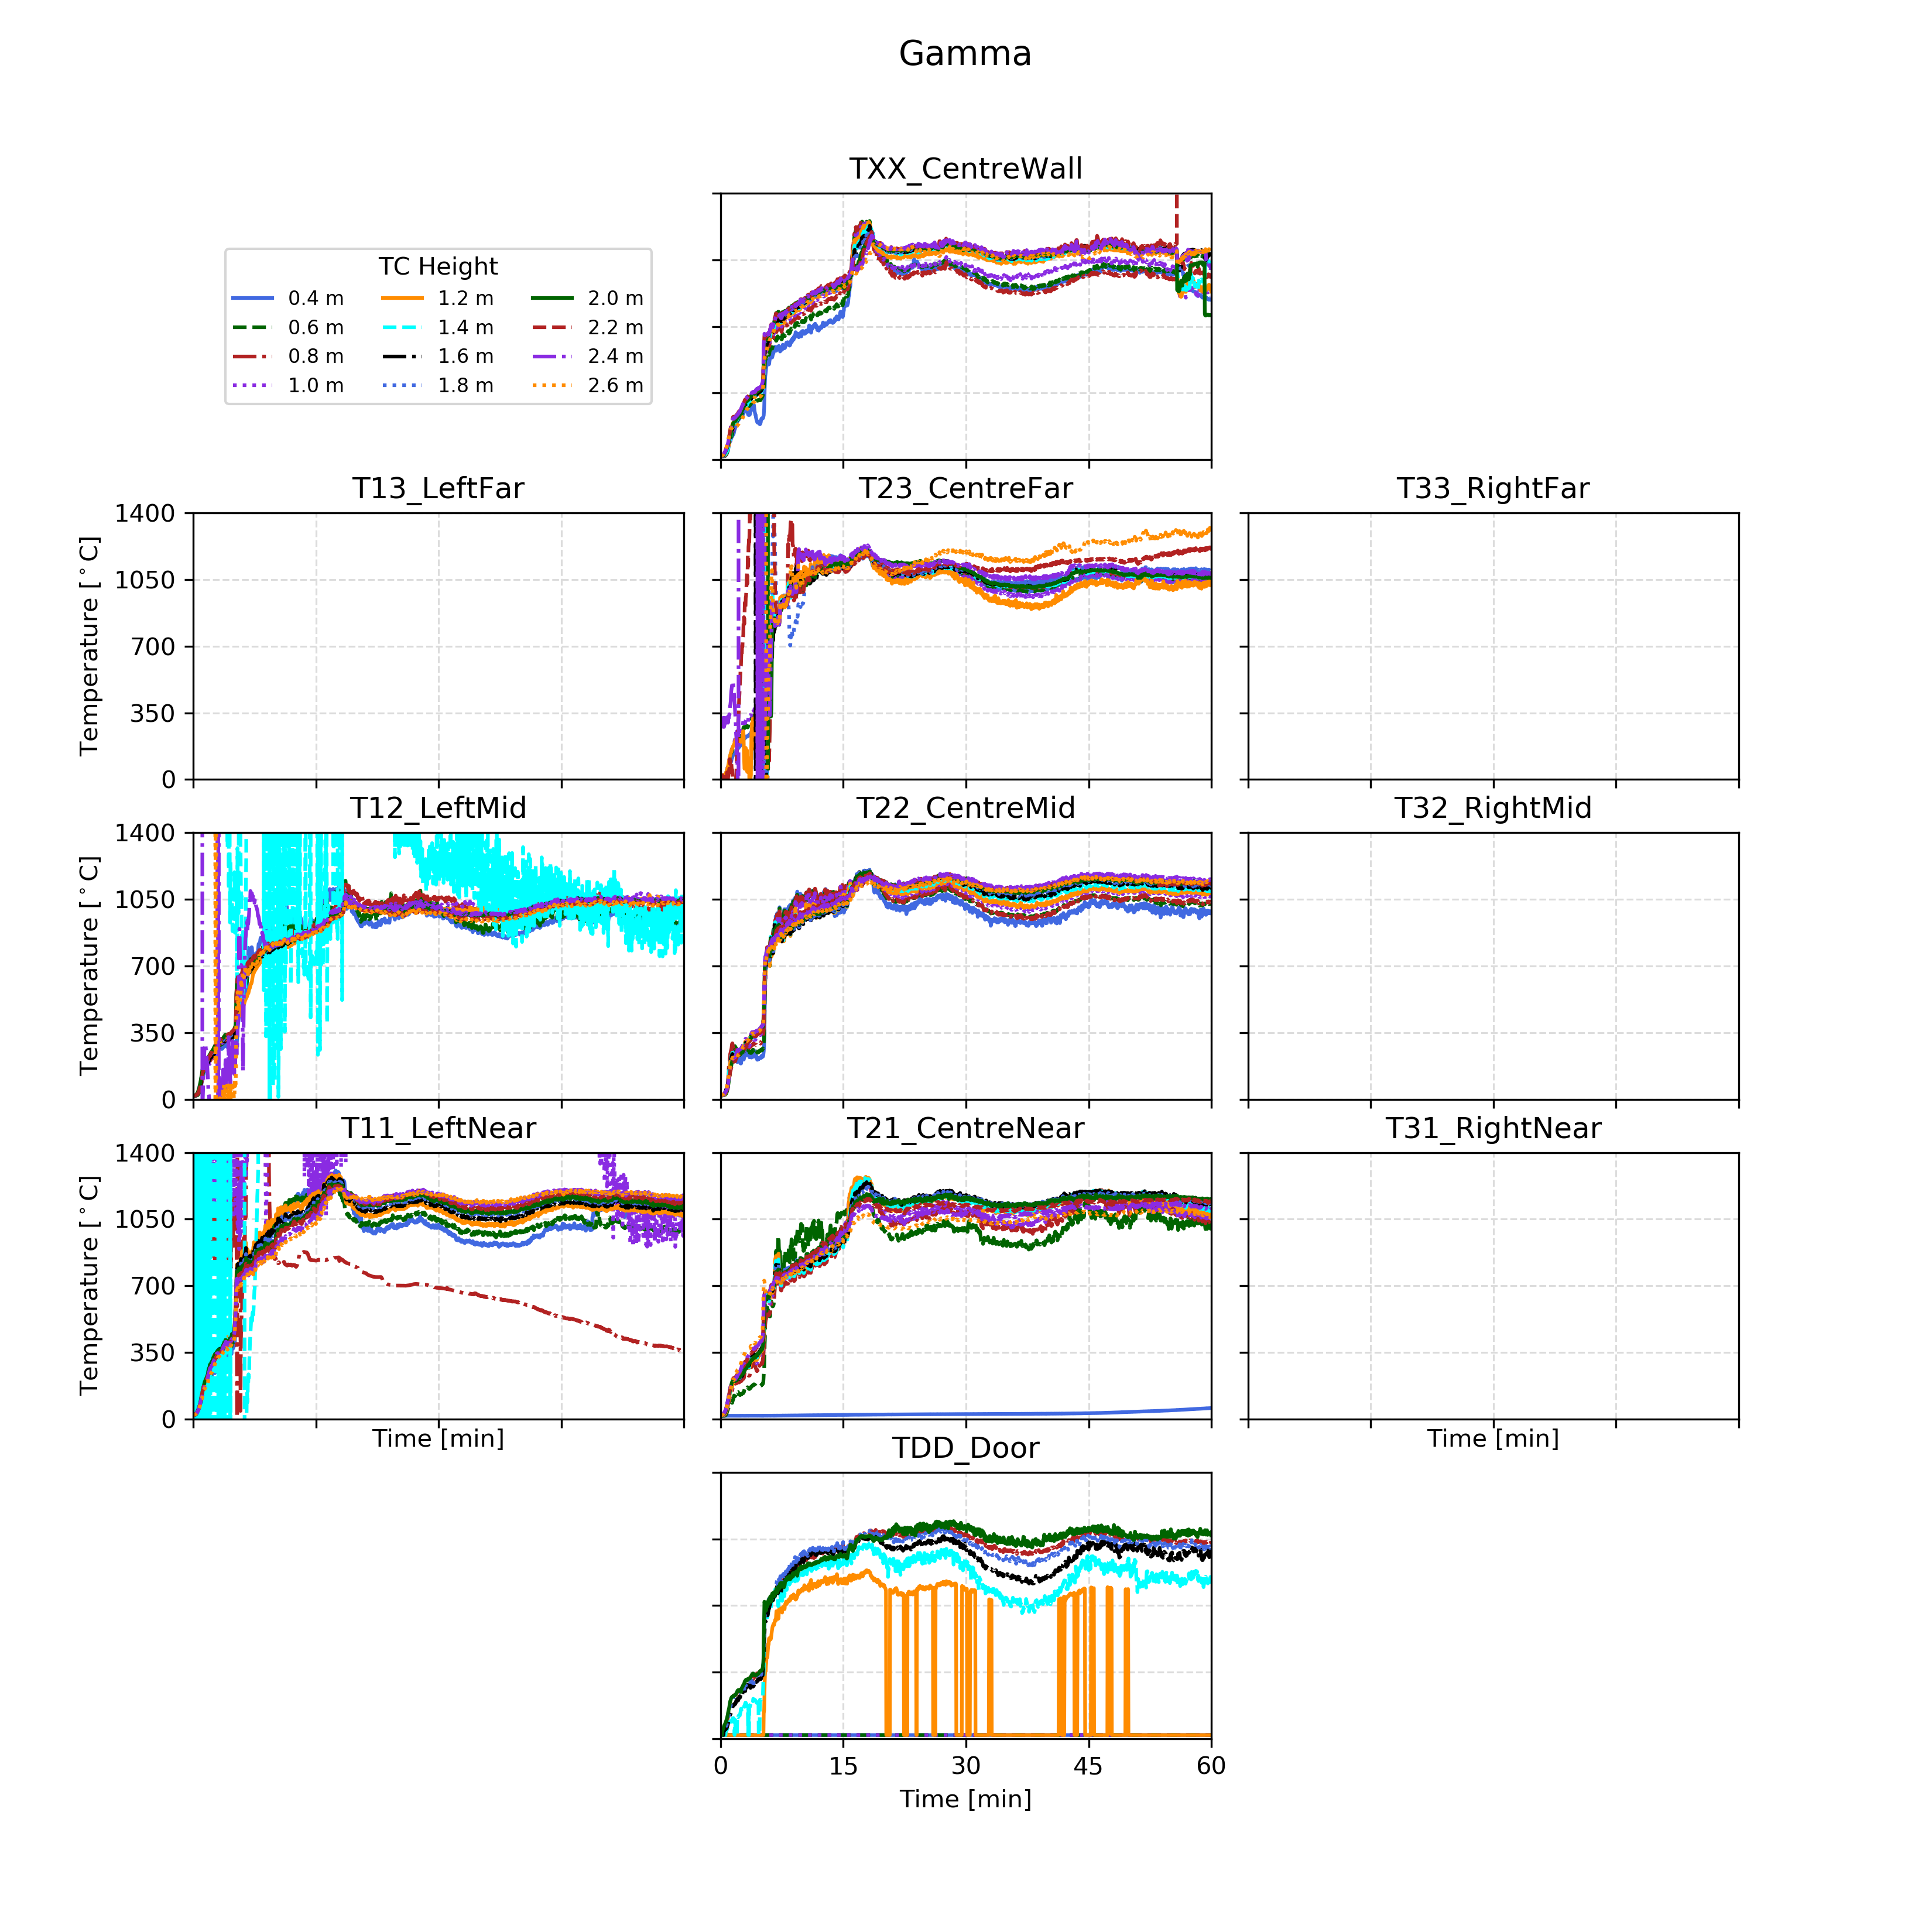 Gamma
TXX_CentreWall
TC Height
0.4 m 1.2 m 2.0 m
0.6 m 1.4 m 2.2 m
0.8 m 1.6 m 2.4 m
1.0 m 1.8 m 2.6 m
T13_LeftFar T23_CentreFar T33_RightFar
1400
1050
700
350
0
Temperature [°C]
T12_LeftMid T22_CentreMid T32_RightMid
1400
1050
700
350
0
Temperature [°C]
T11_LeftNear T21_CentreNear T31_RightNear
1400
1050
700
350
0
Temperature [°C]
Time [min] Time [min]
TDD_Door
0 15 30 45 60
Time [min]